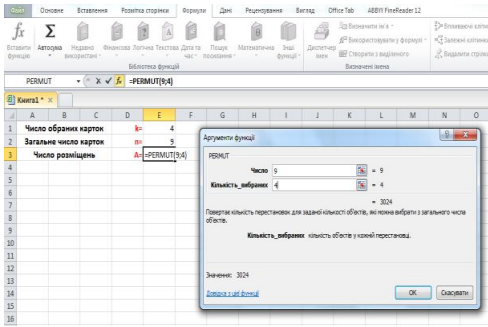 Файл Основне Вставлення Розмітка сторінки Формули Дані Рецензування Вигляд Office Tab ABBYY FineReader 12
Вставити функцію Автосума Недавно використані Фінансова Логічна Текстова Дата та час Пошук посилання Математична Інші функції Диспетчер імен
Визначити ім'я
Використовувати у формулі
Створити з виділеного
Впливаючі кліти
Залежні клітинк
Видалити стрілк
Бібліотека функцій Визначені імена
PERMUT =PERMUT(9;4)
Книга1 *
A B C D E F G H I J K L M N O
1 Число обраних карток k= 4
2 Загальне число карток n= 9
3 Число розміщень A= =PERMUT(9;4)
4
5
6
7
8
9
10
11
12
13
14
15
16
Аргументи функції
PERMUT
Число 9 = 9
Кількість_вибраних 4 = 4
= 3024
Повертає кількість перестановок для заданої кількості об'єктів, які можна вибрати з загального числа
об'єктів.
Кількість_вибраних кількість об'єктів у кожній перестановці.
Значення: 3024
Довідка з цієї функції
ОК Скасувати